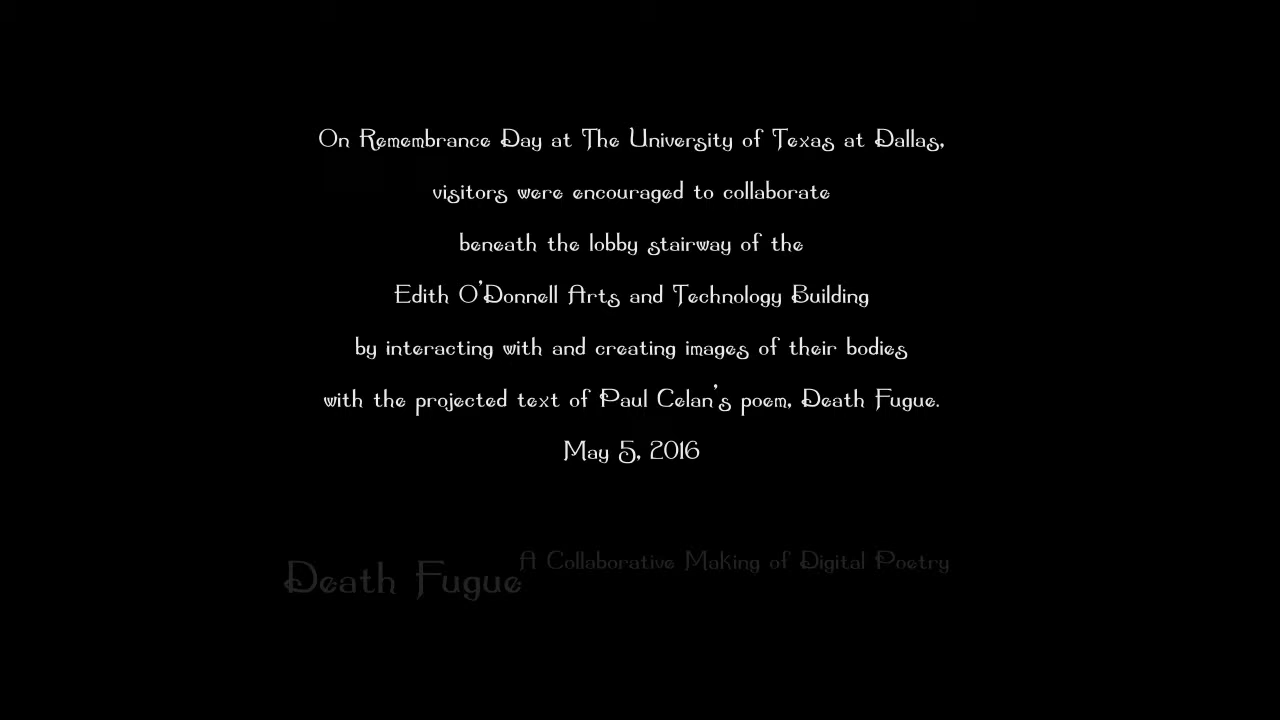 On Remembrance Day at The University of Texas at Dallas,
visitors were encouraged to collaborate
beneath the lobby stairway of the
Edith O'Donnell Arts and Technology Building
by interacting with and creating images of their bodies
with the projected text of Paul Celan's poem, Death Fugue.
May 5, 2016
Death Fugue: A Collaborative Making of Digital Poetry